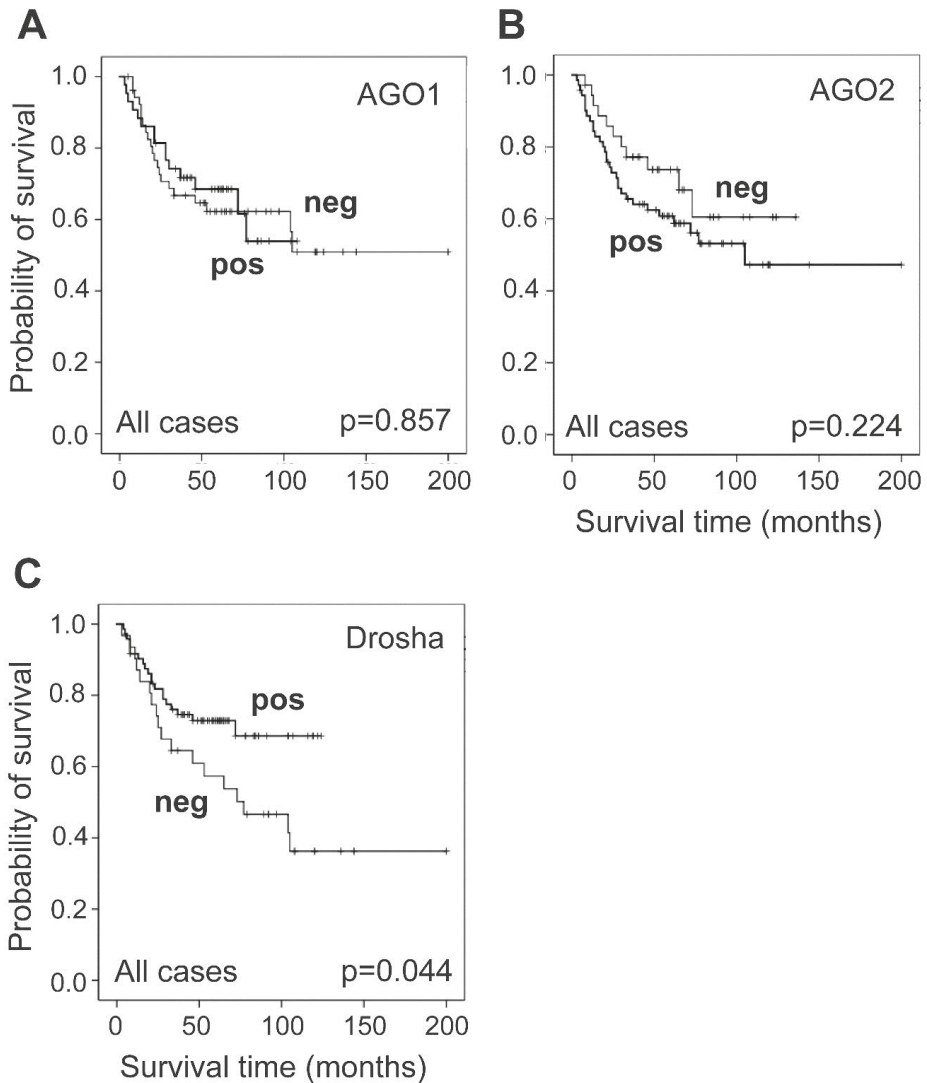 A
Probability of survival
1.0
0.8
0.6
0.4
0.2
0.0
AGO1
neg
pos
All cases p=0.857
0 50 100 150 200
B
1.0
0.8
0.6
0.4
0.2
0.0
AGO2
neg
pos
All cases p=0.224
0 50 100 150 200
Survival time (months)
C
Probability of survival
1.0
0.8
0.6
0.4
0.2
0.0
Drosha
pos
neg
All cases p=0.044
0 50 100 150 200
Survival time (months)